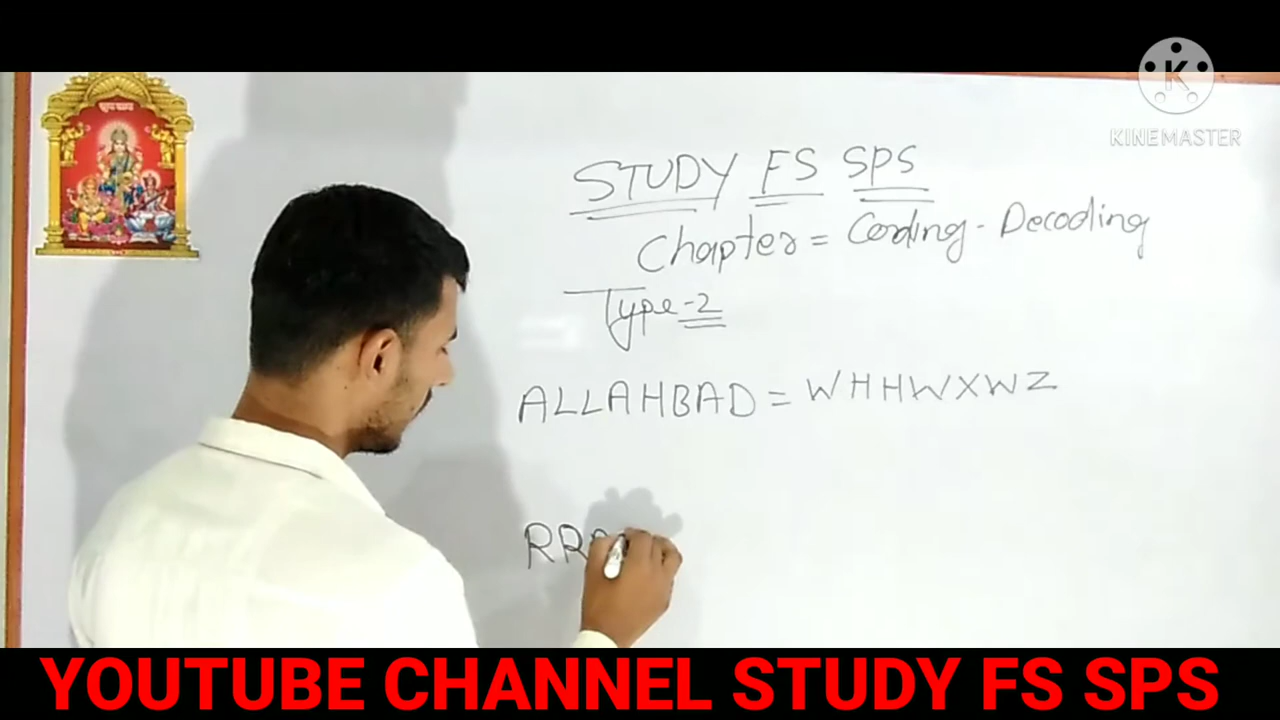 KINEMASTER
STUDY FS SPS
Chapter = Coding - Decoding
Type-2
ALLAHBAD = WHHWXWZ
YOUTUBE CHANNEL STUDY FS SPS